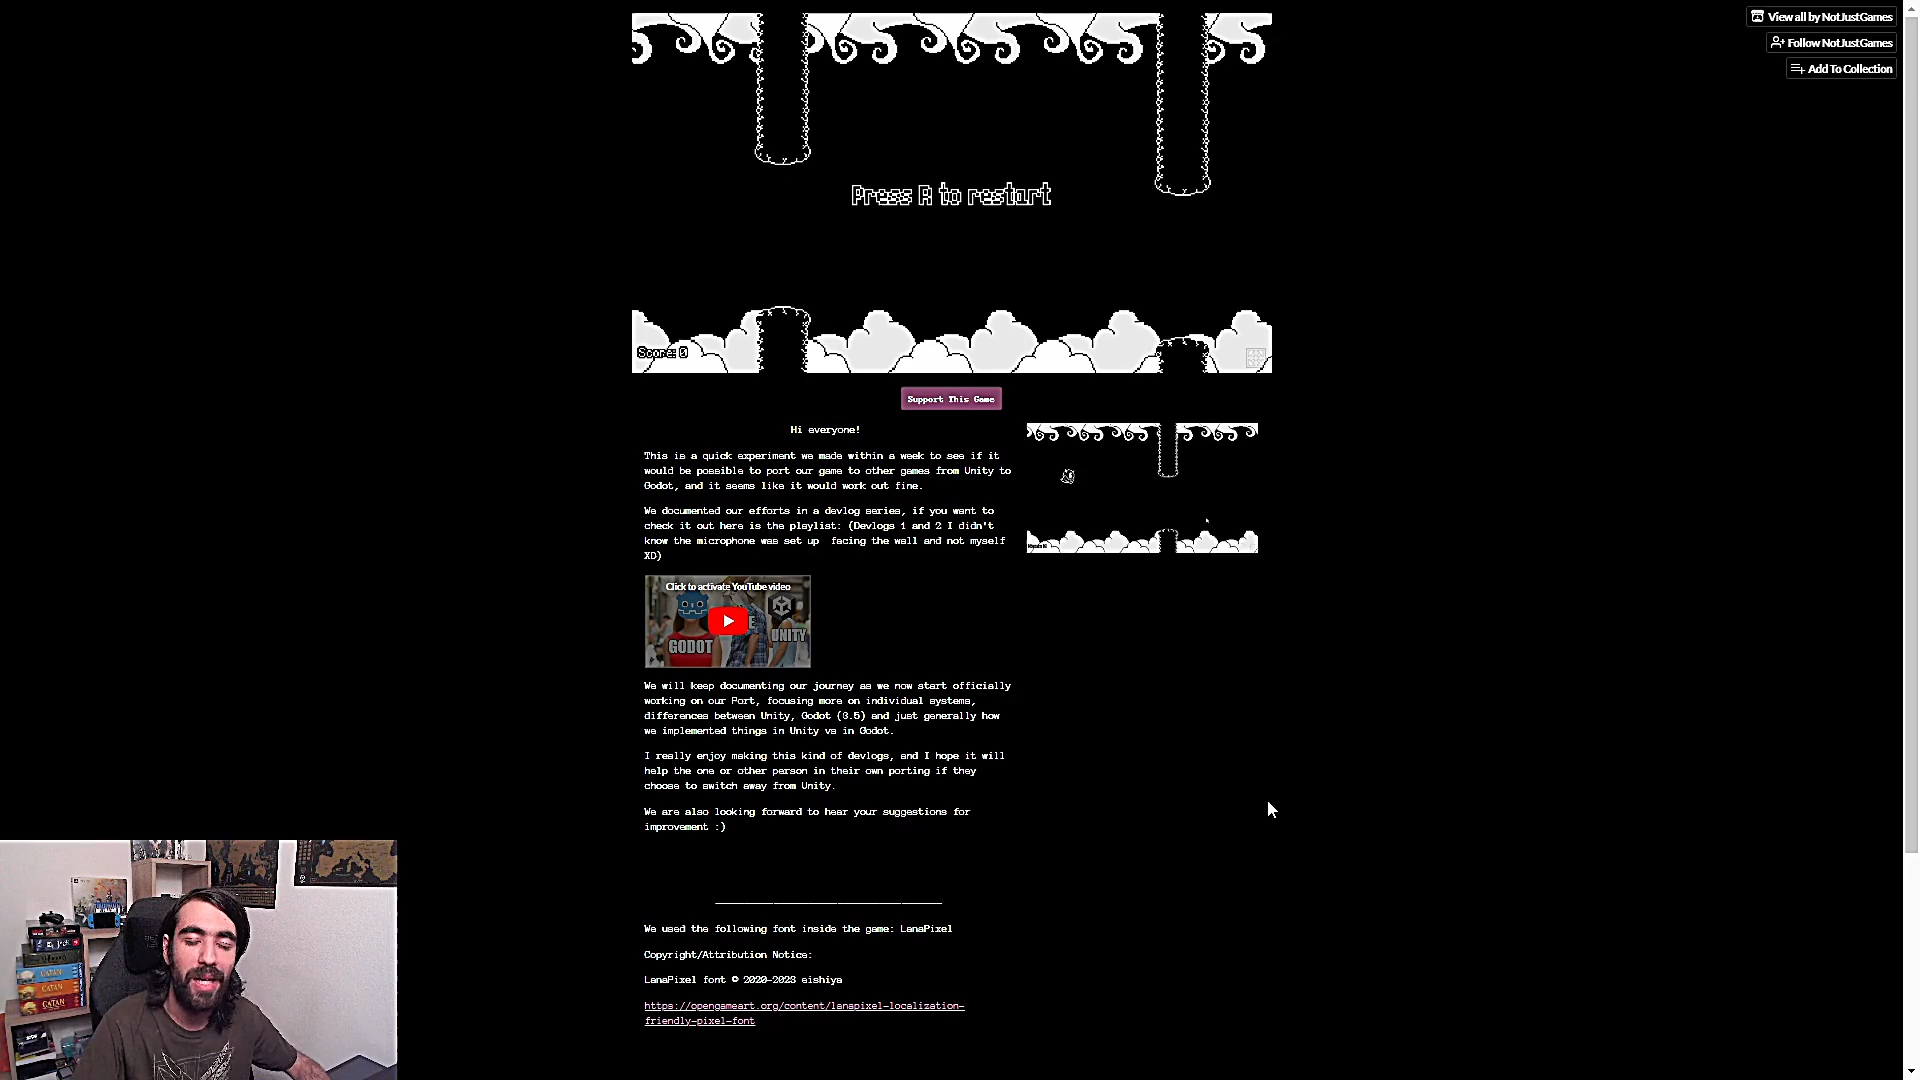 View all by NotJustGames
Follow NotJustGames
Add To Collection
Press R to restart
Score: 0
Support This Game
Hi everyone!
This is a quick experiment we made within a week to see if it
would be possible to port our game to other games from Unity to
Godot, and it seems like it would work out fine.
We documented our efforts in a devlog series, if you want to
check it out here is the playlist: (Devlogs 1 and 2 I didn't
know the microphone was set up facing the wall and not myself
XD)
Click to activate YouTube video
GODOT
UNITY
We will keep documenting our journey as we now start officially
working on our Port, focusing more on individual systems,
differences between Unity, Godot (3.5) and just generally how
we implemented things in Unity vs in Godot.
I really enjoy making this kind of devlogs, and I hope it will
help the one or other person in their own porting if they
choose to switch away from Unity.
We are also looking forward to hear your suggestions for
improvement :)
We used the following font inside the game: LanaPixel
Copyright/Attribution Notice:
LanaPixel font © 2020-2023 eishiya
https://opengameart.org/content/lanapixel-localization-
friendly-pixel-font
CATAN
CATAN
CATAN